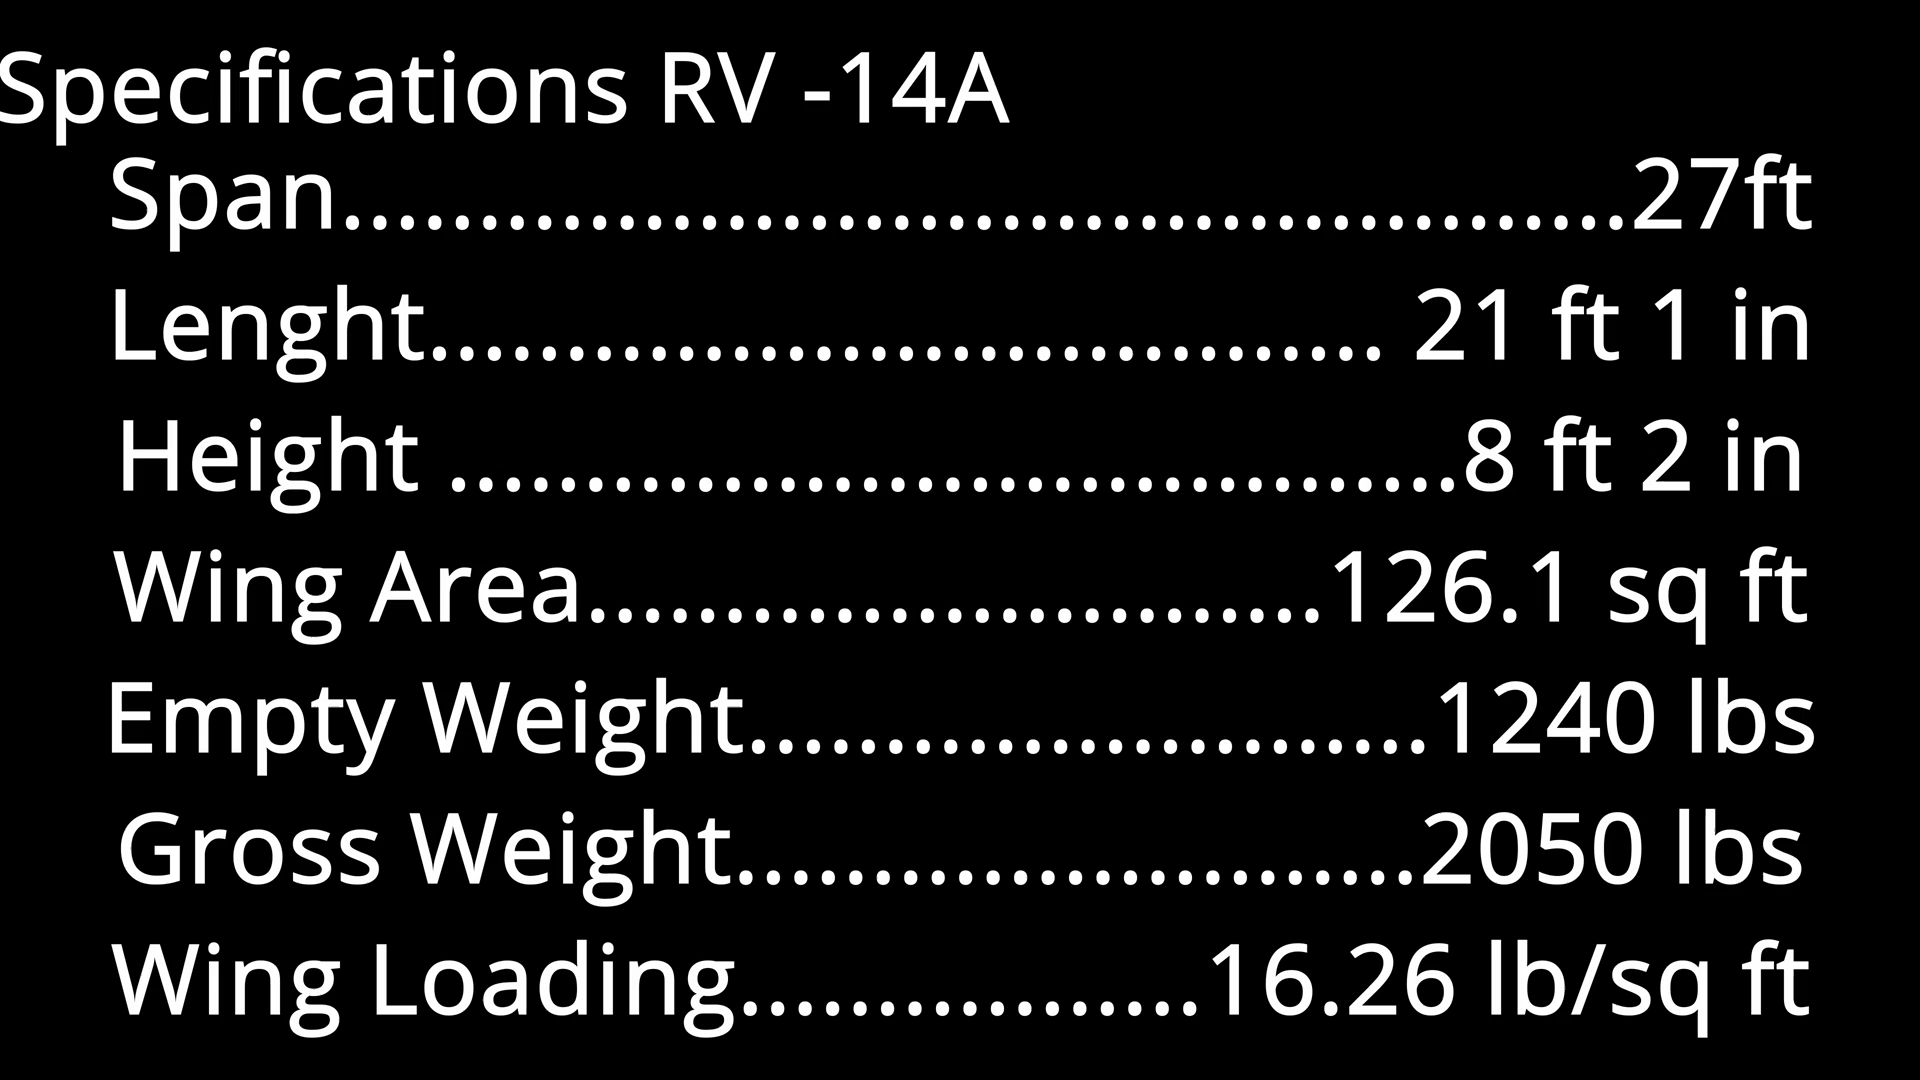 Specifications RV -14A
Span...............................................27ft
Lenght................................... 21 ft 1 in
Height .....................................8 ft 2 in
Wing Area...........................126.1 sq ft
Empty Weight.........................1240 lbs
Gross Weight.........................2050 lbs
Wing Loading.................16.26 lb/sq ft